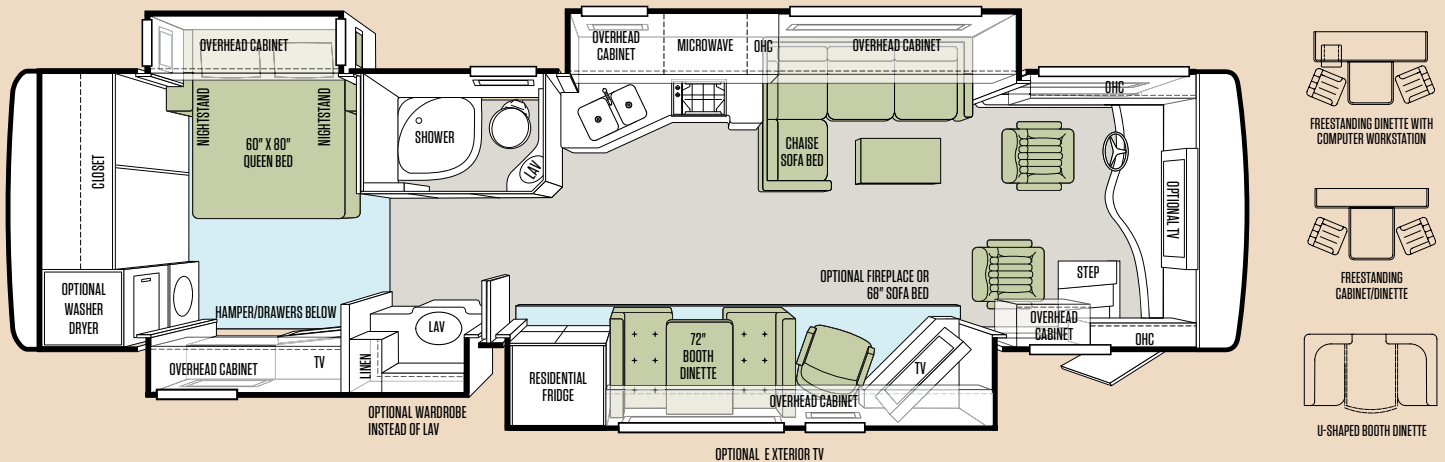 OVERHEAD CABINET
NIGHTSTAND
NIGHTSTAND
60" X 80"
QUEEN BED
CLOSET
OPTIONAL
WASHER
DRYER
HAMPER/DRAWERS BELOW
OVERHEAD CABINET
TV
LINEN
LAV
OPTIONAL WARDROBE
INSTEAD OF LAV
SHOWER
LAV
OVERHEAD
CABINET
MICROWAVE
OHC
OVERHEAD CABINET
CHAISE
SOFA BED
OHC
OPTIONAL TV
STEP
OPTIONAL FIREPLACE OR
68" SOFA BED
OVERHEAD
CABINET
OHC
RESIDENTIAL
FRIDGE
72"
BOOTH
DINETTE
TV
OVERHEAD CABINET
OPTIONAL E XTERIOR TV
FREESTANDING DINETTE WITH
COMPUTER WORKSTATION
FREESTANDING
CABINET/DINETTE
U-SHAPED BOOTH DINETTE